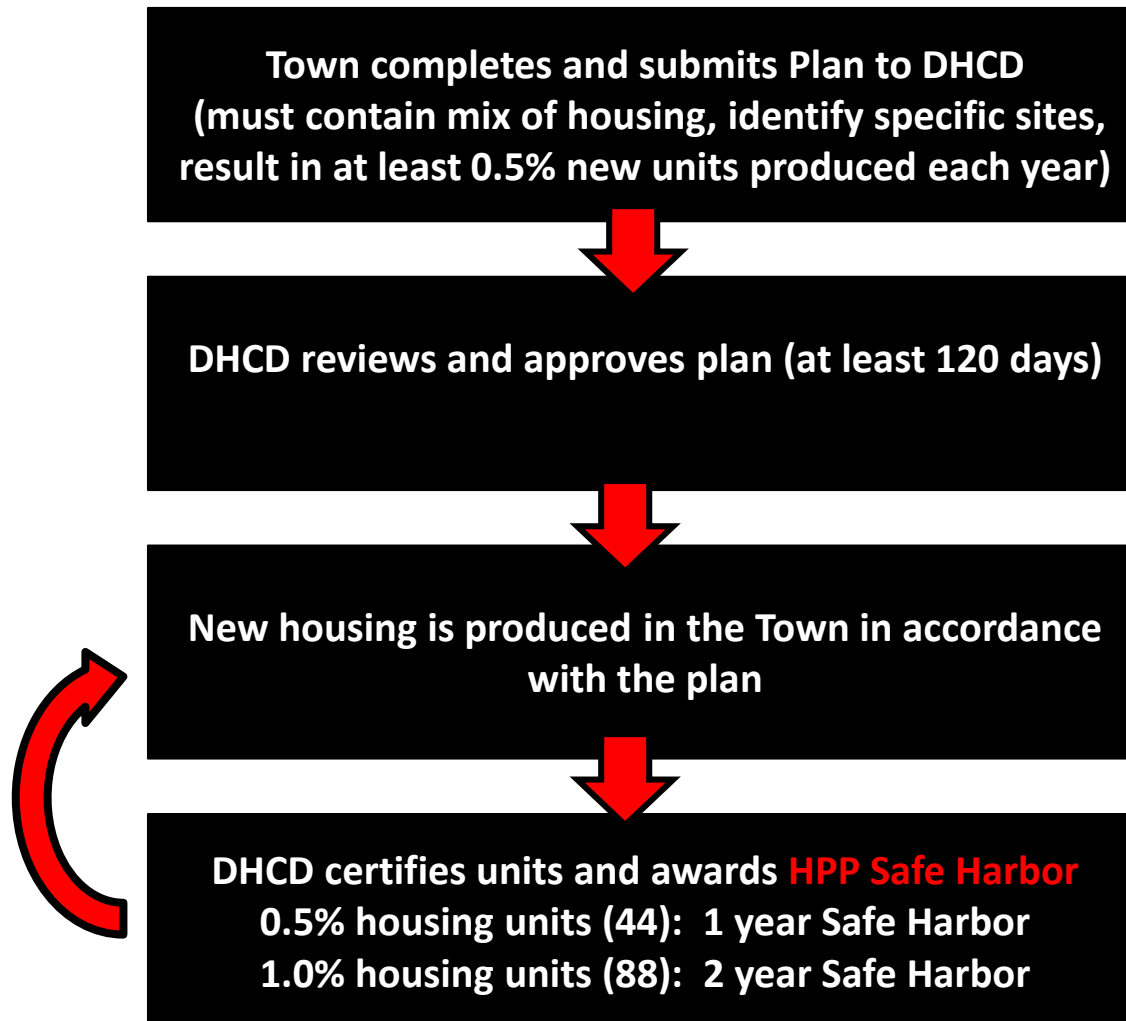 Town completes and submits Plan to DHCD
(must contain mix of housing, identify specific sites,
result in at least 0.5% new units produced each year)
DHCD reviews and approves plan (at least 120 days)
New housing is produced in the Town in accordance
with the plan
DHCD certifies units and awards HPP Safe Harbor
0.5% housing units (44):  1 year Safe Harbor
1.0% housing units (88):  2 year Safe Harbor